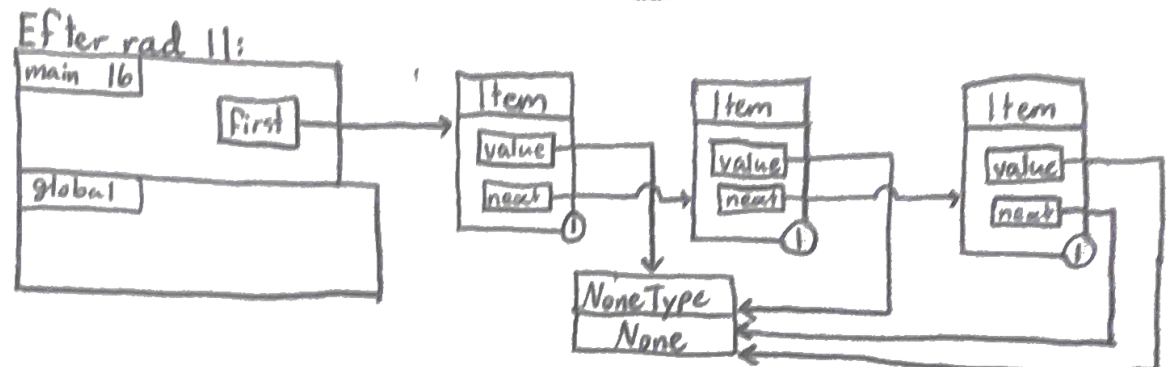 Efter rad 11:
main 16
first
global
Item
value
next
1
Item
value
next
1
Item
value
next
1
NoneType
None